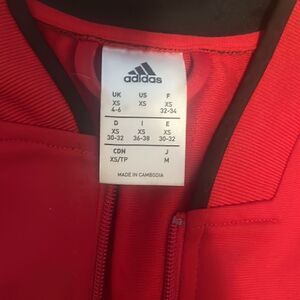 adidas
UK US F
XS XS XS
4-6 32-34
D I E
XS XS XS
30-32 36-38 30-32
CDN J
XS/TP M
MADE IN CAMBODIA